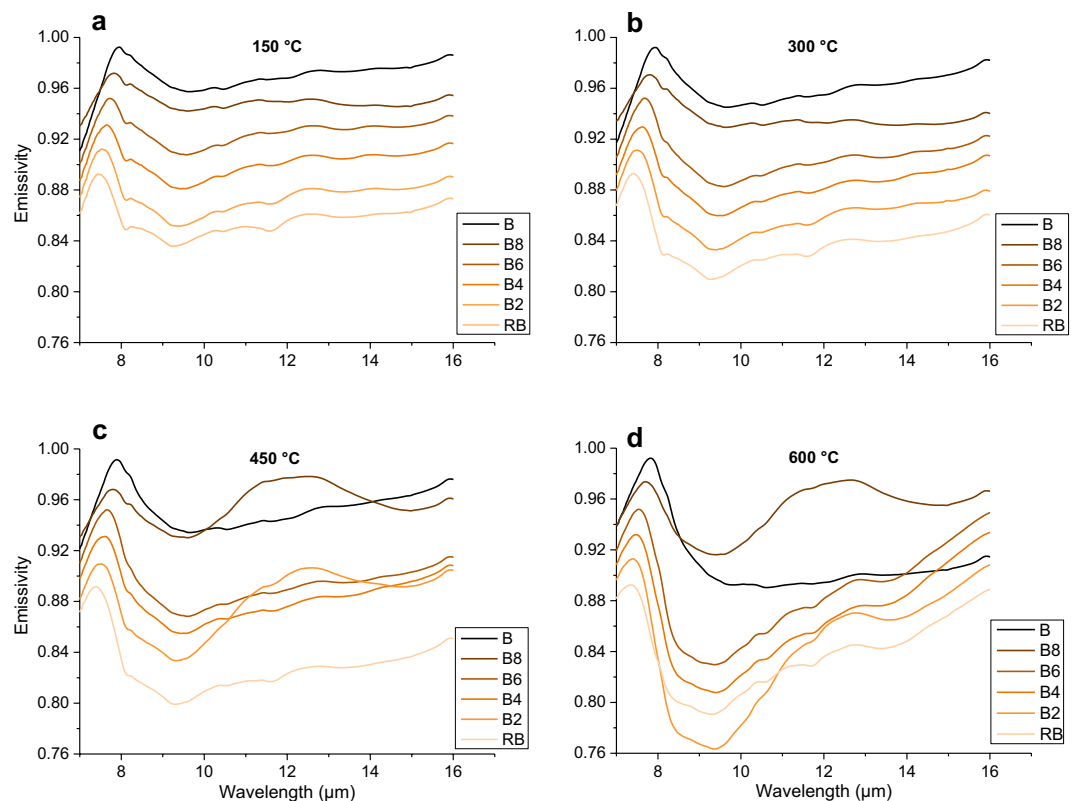 a
150 °C
1.00
0.96
0.92
0.88
0.84
0.80
0.76
Emissivity
8
10
12
14
16
B
B8
B6
B4
B2
RB
b
300 °C
1.00
0.96
0.92
0.88
0.84
0.80
0.76
8
10
12
14
16
B
B8
B6
B4
B2
RB
c
450 °C
1.00
0.96
0.92
0.88
0.84
0.80
0.76
Emissivity
8
10
12
14
16
Wavelength (µm)
B
B8
B6
B4
B2
RB
d
600 °C
1.00
0.96
0.92
0.88
0.84
0.80
0.76
8
10
12
14
16
Wavelength (µm)
B
B8
B6
B4
B2
RB